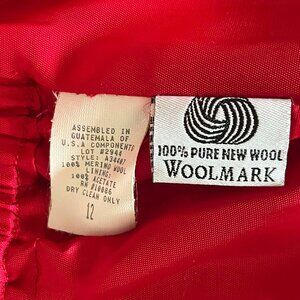 ASSEMBLED IN
GUATEMALA OF
U.S.A COMPONENTS
LOT #2944
STYLE: A34407
100% MERINO WOOL
LINING:
100% ACETATE
RN #10086
DRY CLEAN ONLY
12
100% PURE NEW WOOL
WOOLMARK